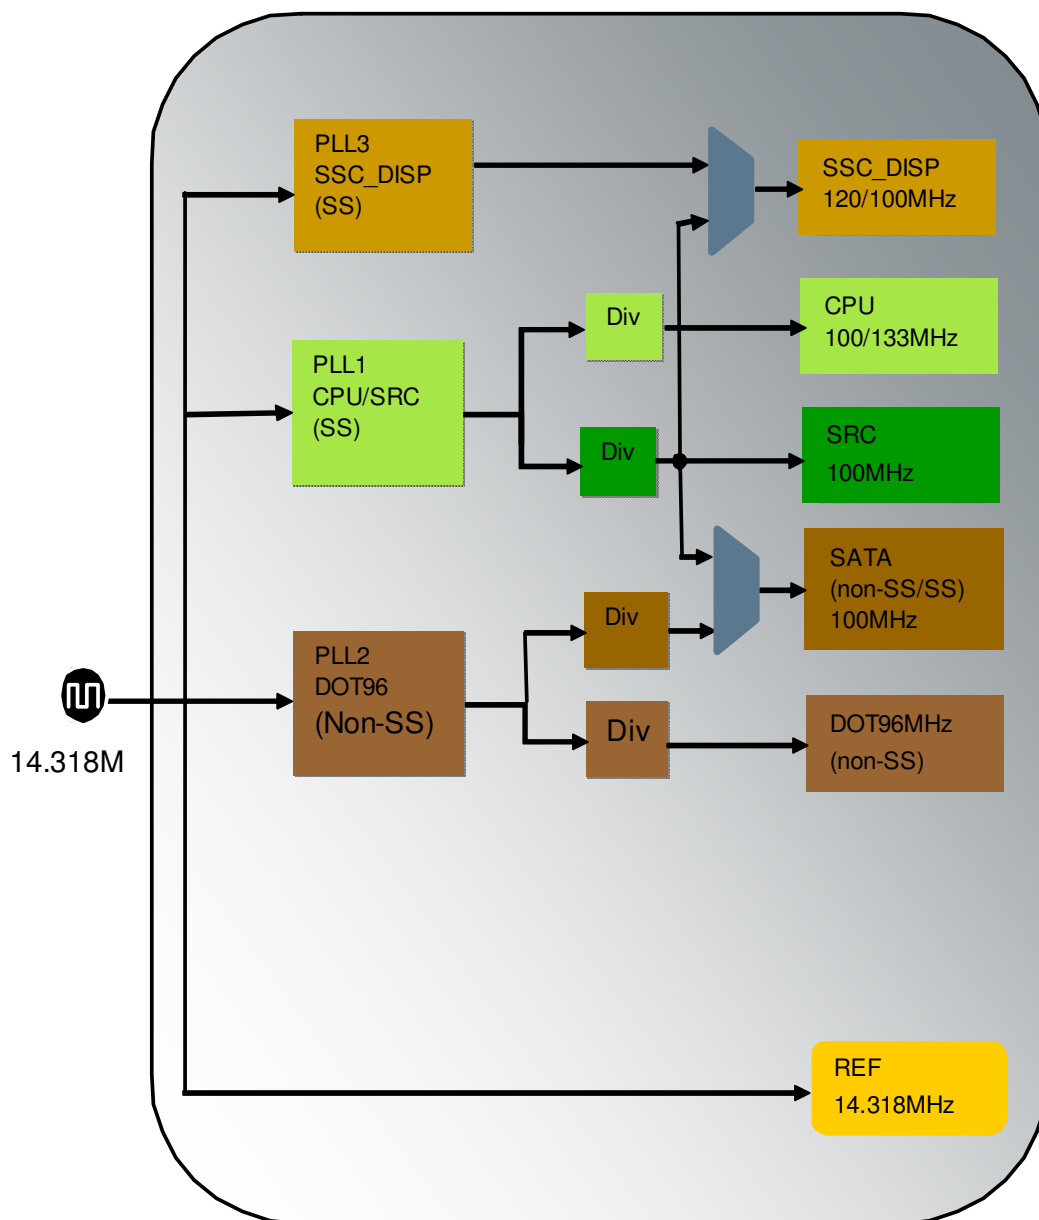 PLL3
SSC_DISP
(SS)
SSC_DISP
120/100MHz
Div
CPU
100/133MHz
PLL1
CPU/SRC
(SS)
Div
SRC
100MHz
SATA
(non-SS/SS)
100MHz
Div
PLL2
DOT96
(Non-SS)
Div
DOT96MHz
(non-SS)
14.318M
REF
14.318MHz